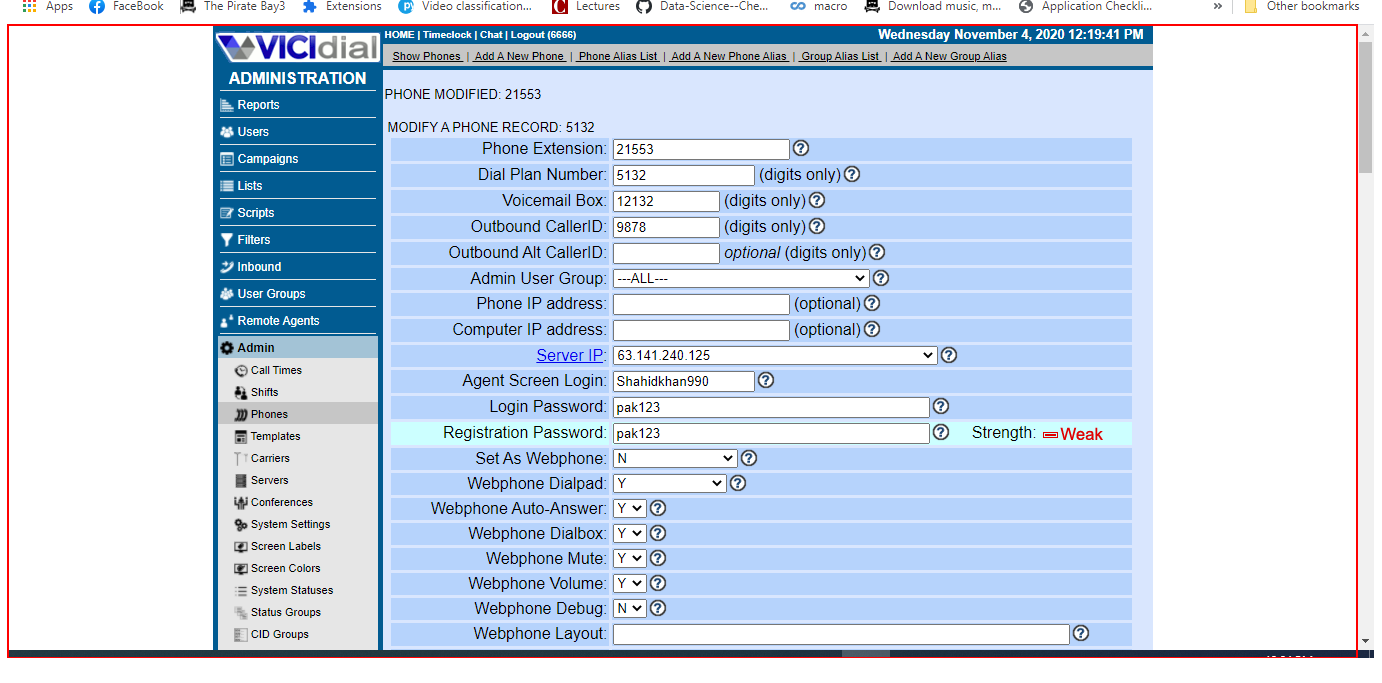 Apps FaceBook The Pirate Bay3 Extensions Video classification... Lectures Data-Science--Che... macro Download music, m... Application Checkli... » Other bookmarks
VICIdial
HOME | Timeclock | Chat | Logout (6666) Wednesday November 4, 2020 12:19:41 PM
Show Phones | Add A New Phone | Phone Alias List | Add A New Phone Alias | Group Alias List | Add A New Group Alias
ADMINISTRATION
Reports
Users
Campaigns
Lists
Scripts
Filters
Inbound
User Groups
Remote Agents
Admin
Call Times
Shifts
Phones
Templates
Carriers
Servers
Conferences
System Settings
Screen Labels
Screen Colors
System Statuses
Status Groups
CID Groups
PHONE MODIFIED: 21553
MODIFY A PHONE RECORD: 5132
Phone Extension: 21553 ?
Dial Plan Number: 5132 (digits only) ?
Voicemail Box: 12132 (digits only) ?
Outbound CallerID: 9878 (digits only) ?
Outbound Alt CallerID: optional (digits only) ?
Admin User Group: ---ALL--- ?
Phone IP address: (optional) ?
Computer IP address: (optional) ?
Server IP: 63.141.240.125 ?
Agent Screen Login: Shahidkhan990 ?
Login Password: pak123 ?
Registration Password: pak123 ? Strength: Weak
Set As Webphone: N ?
Webphone Dialpad: Y ?
Webphone Auto-Answer: Y ?
Webphone Dialbox: Y ?
Webphone Mute: Y ?
Webphone Volume: Y ?
Webphone Debug: N ?
Webphone Layout: ?